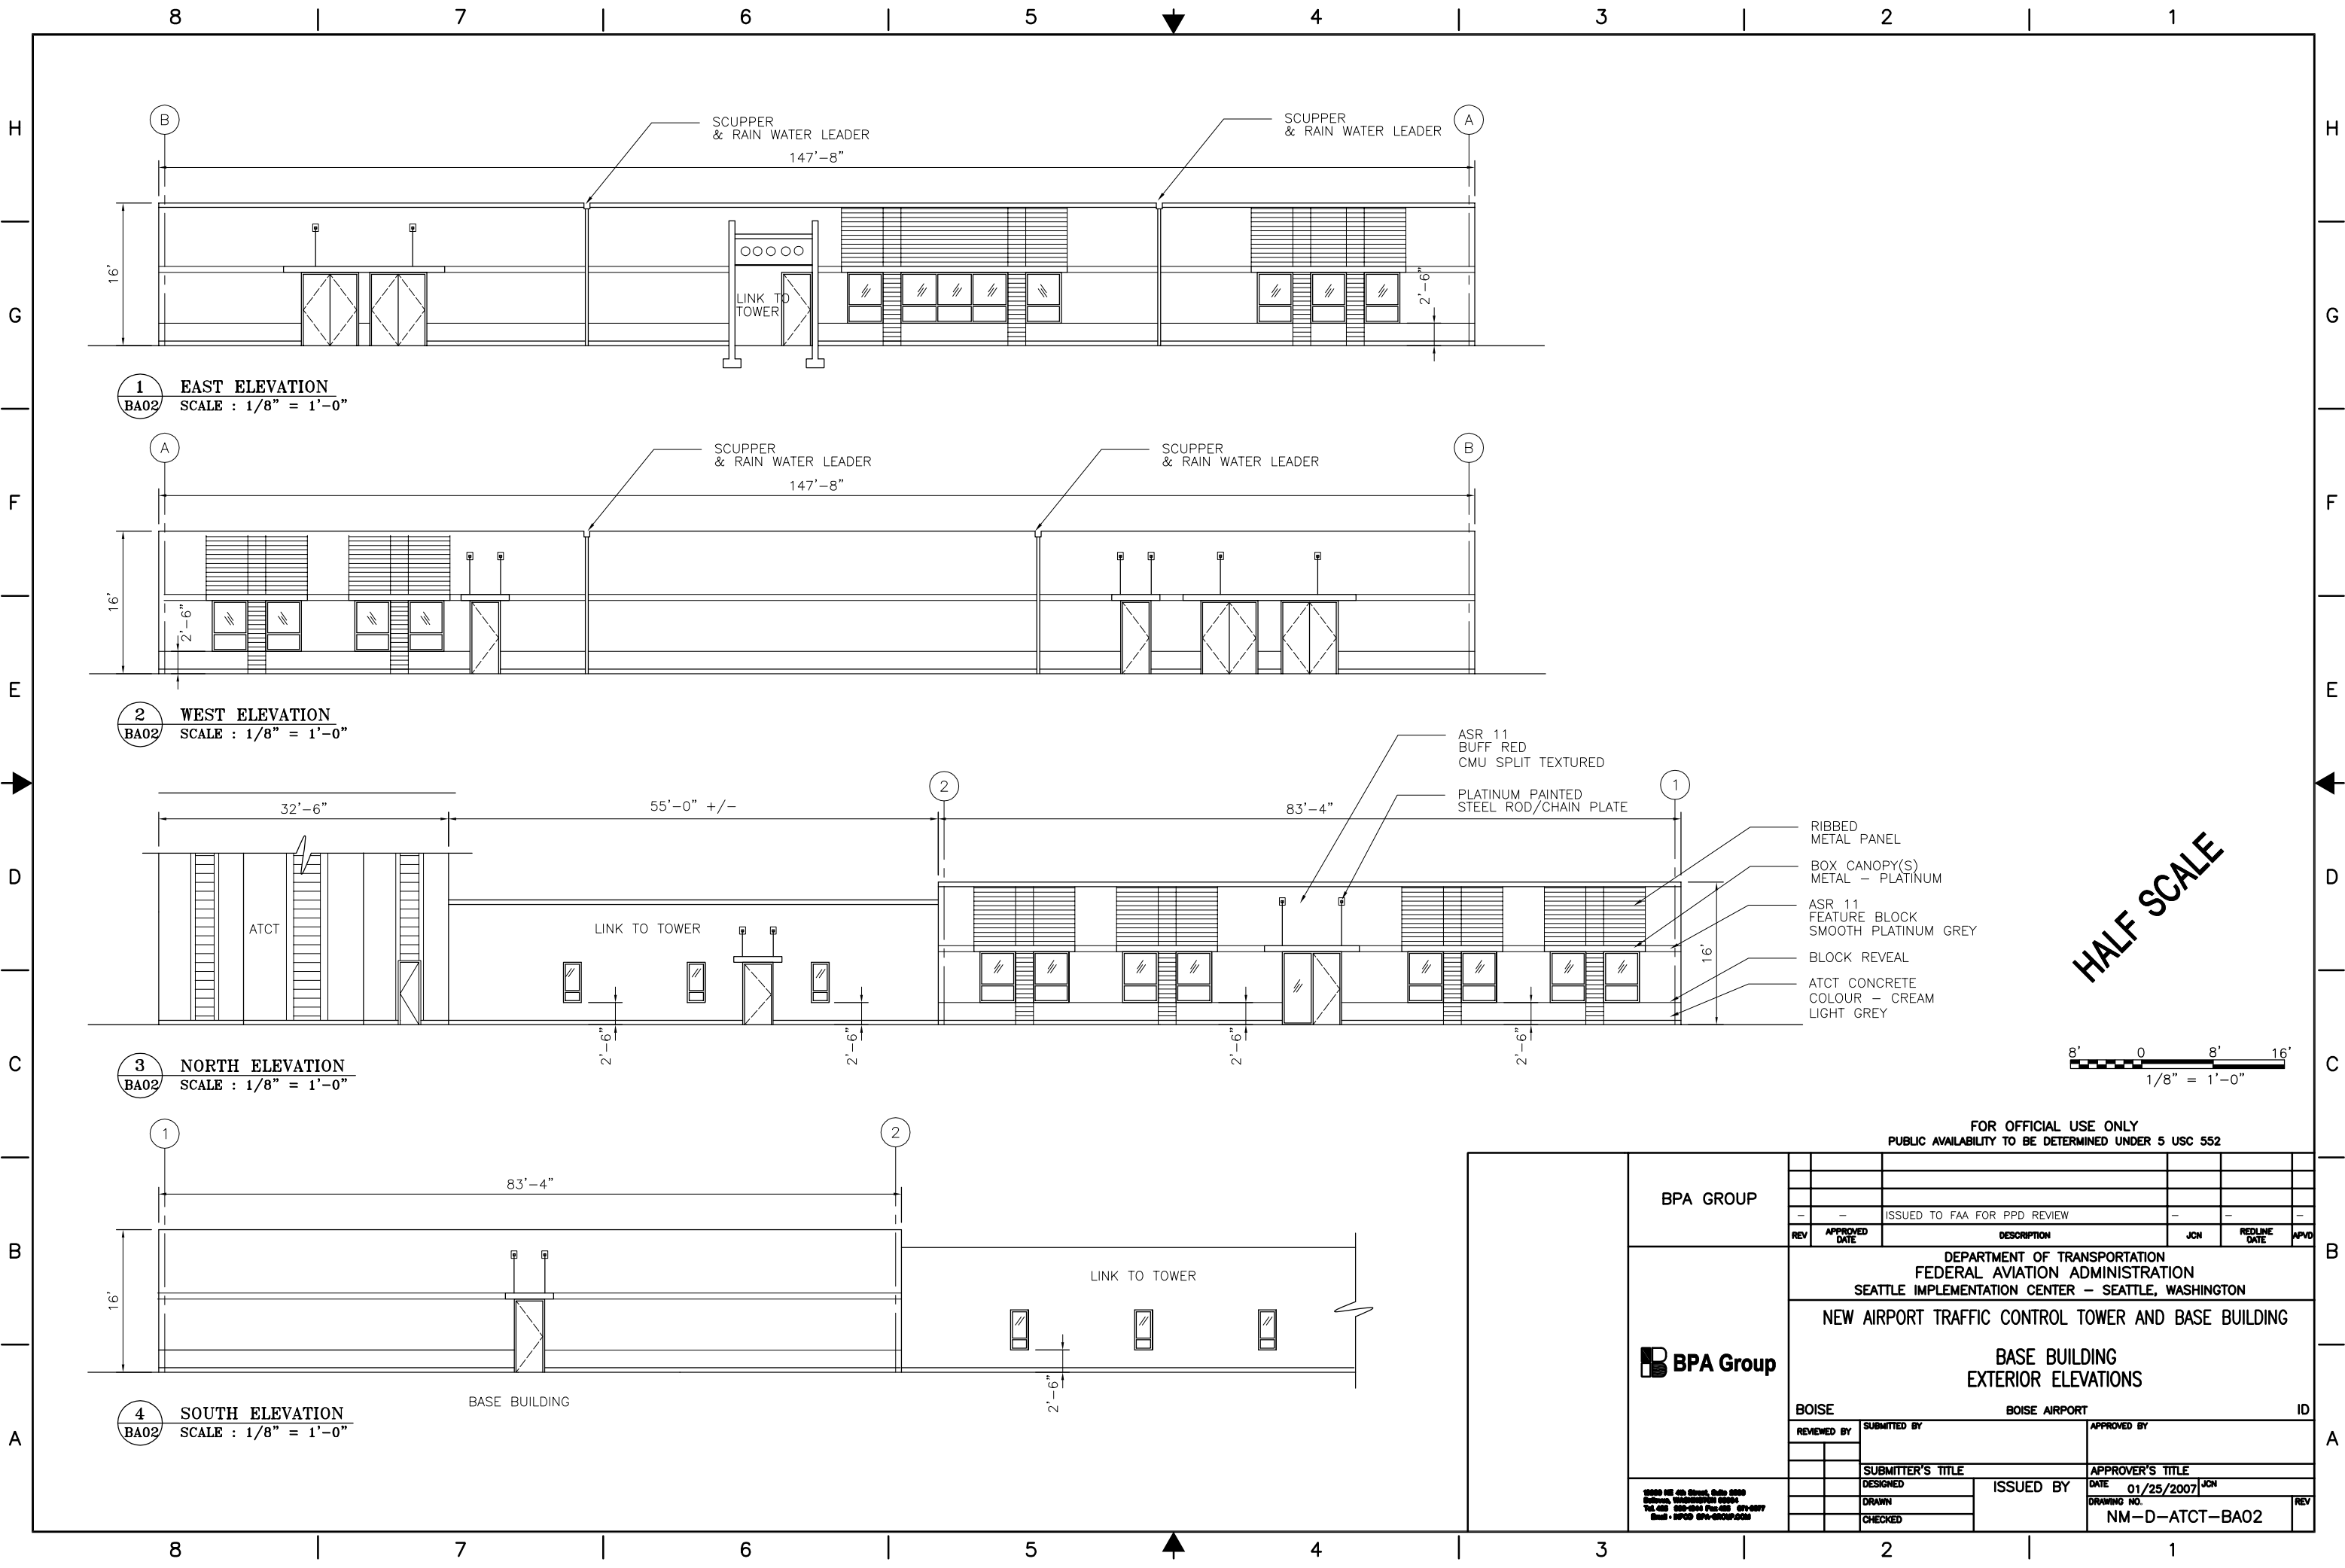 8 7 6 5 4 3 2 1
H H
G G
F F
E E
D D
C C
B B
A A
B
SCUPPER
& RAIN WATER LEADER
SCUPPER
& RAIN WATER LEADER
A
147'-8"
16'
LINK TO
TOWER
2'-6"
1
BA02
EAST ELEVATION
SCALE : 1/8" = 1'-0"
A
SCUPPER
& RAIN WATER LEADER
SCUPPER
& RAIN WATER LEADER
B
147'-8"
16'
2'-6"
2
BA02
WEST ELEVATION
SCALE : 1/8" = 1'-0"
ASR 11
BUFF RED
CMU SPLIT TEXTURED
PLATINUM PAINTED
STEEL ROD/CHAIN PLATE
2
1
32'-6"
55'-0" +/-
83'-4"
RIBBED
METAL PANEL
BOX CANOPY(S)
METAL - PLATINUM
ASR 11
FEATURE BLOCK
SMOOTH PLATINUM GREY
BLOCK REVEAL
ATCT CONCRETE
COLOUR - CREAM
LIGHT GREY
ATCT
LINK TO TOWER
16'
2'-6"
2'-6"
2'-6"
2'-6"
3
BA02
NORTH ELEVATION
SCALE : 1/8" = 1'-0"
HALF SCALE
8' 0 8' 16'
1/8" = 1'-0"
1
2
83'-4"
16'
LINK TO TOWER
2'-6"
BASE BUILDING
4
BA02
SOUTH ELEVATION
SCALE : 1/8" = 1'-0"
FOR OFFICIAL USE ONLY
PUBLIC AVAILABILITY TO BE DETERMINED UNDER 5 USC 552
BPA GROUP
- - ISSUED TO FAA FOR PPD REVIEW - - -
REV APPROVED DATE DESCRIPTION JCN REDLINE DATE APVD
DEPARTMENT OF TRANSPORTATION
FEDERAL AVIATION ADMINISTRATION
SEATTLE IMPLEMENTATION CENTER - SEATTLE, WASHINGTON
NEW AIRPORT TRAFFIC CONTROL TOWER AND BASE BUILDING
BASE BUILDING
EXTERIOR ELEVATIONS
BPA Group
BOISE BOISE AIRPORT ID
REVIEWED BY SUBMITTED BY APPROVED BY
SUBMITTER'S TITLE APPROVER'S TITLE
DESIGNED ISSUED BY DATE 01/25/2007 JCN
DRAWN DRAWING NO. REV
CHECKED NM-D-ATCT-BA02
8 7 6 5 4 3 2 1